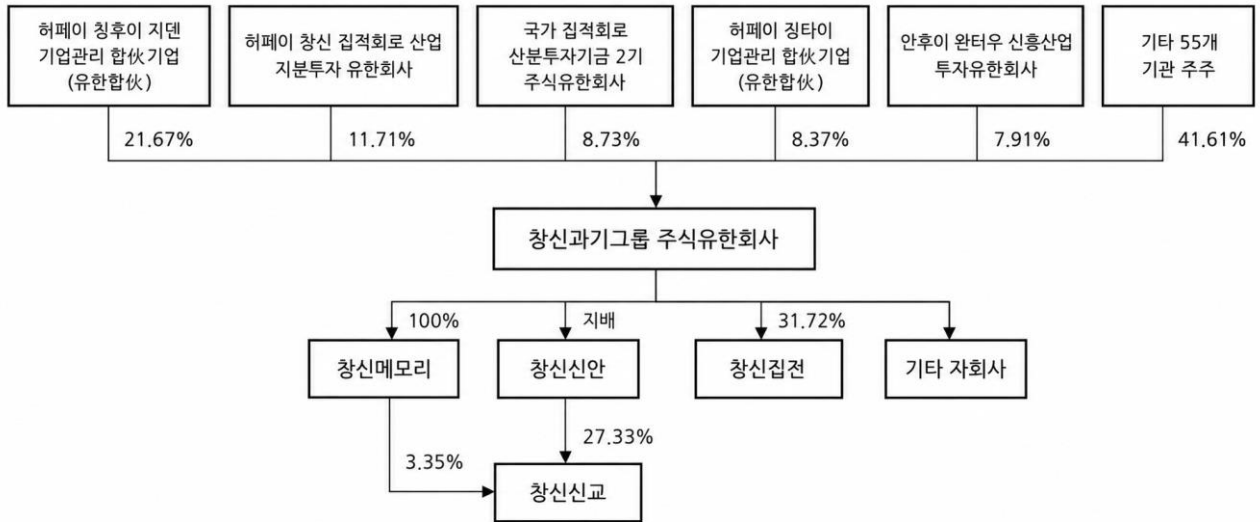 허페이 칭후이 지덴
기업관리 합伙기업
(유한합伙)
허페이 창신 집적회로 산업
지분투자 유한회사
국가 집적회로
산분투자기금 2기
주식유한회사
허페이 징타이
기업관리 합伙기업
(유한합伙)
안후이 완터우 신흥산업
투자유한회사
기타 55개
기관 주주
21.67%
11.71%
8.73%
8.37%
7.91%
41.61%
창신과기그룹 주식유한회사
100%
지배
31.72%
창신메모리
창신신안
창신집전
기타 자회사
27.33%
3.35%
창신신교